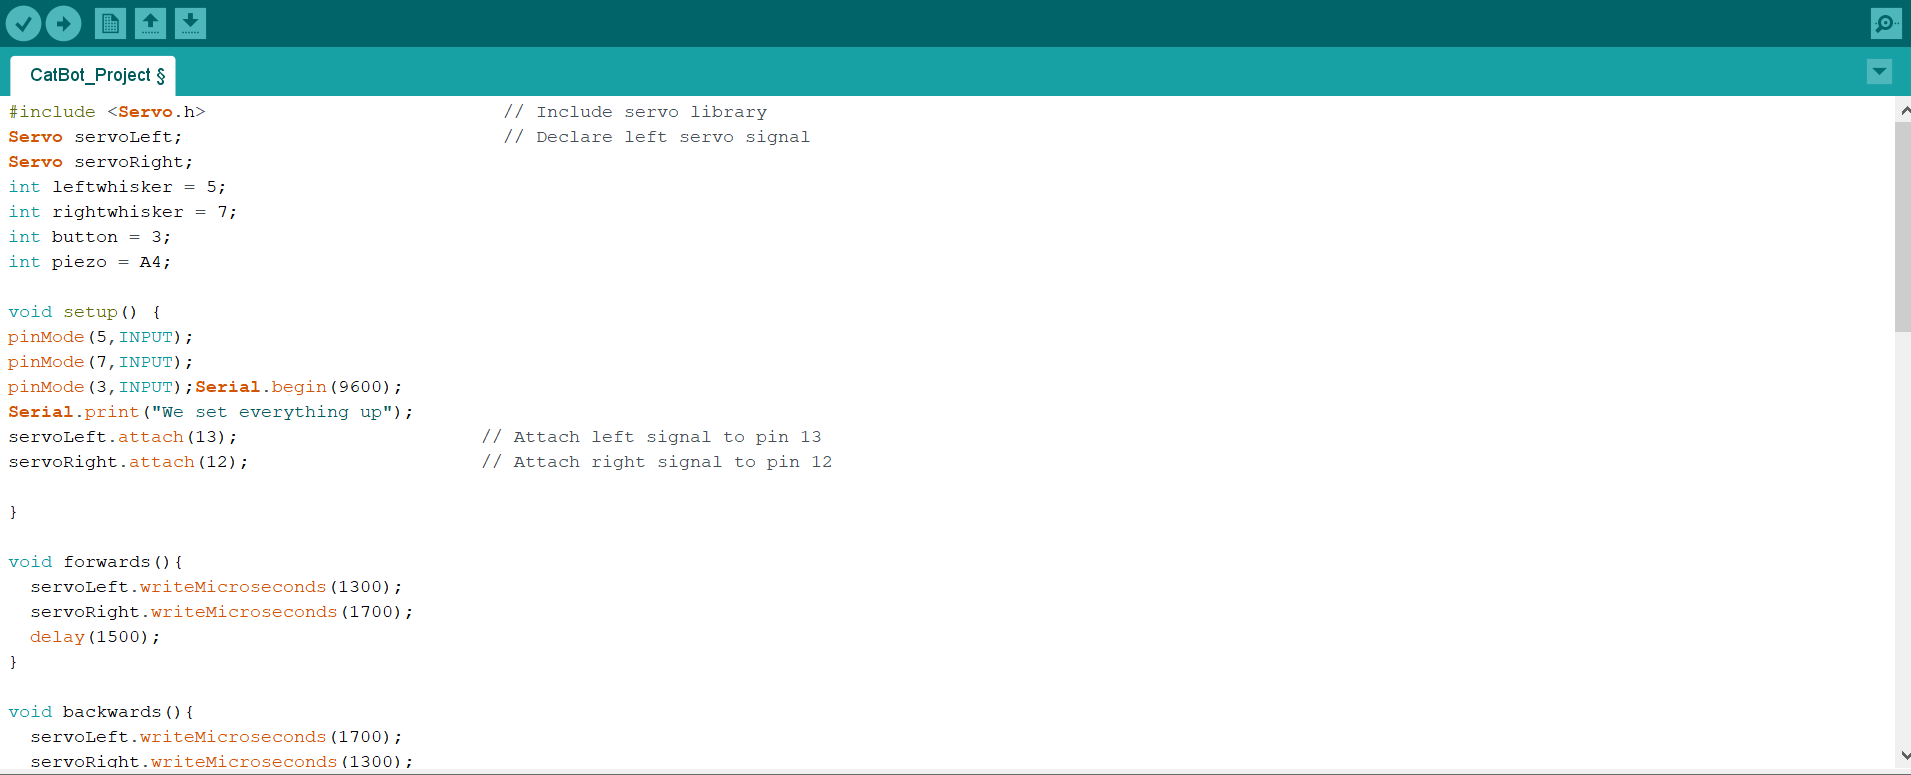 CatBot_Project §
#include <Servo.h> // Include servo library
Servo servoLeft; // Declare left servo signal
Servo servoRight;
int leftwhisker = 5;
int rightwhisker = 7;
int button = 3;
int piezo = A4;
void setup() {
pinMode(5,INPUT);
pinMode(7,INPUT);
pinMode(3,INPUT);Serial.begin(9600);
Serial.print("We set everything up");
servoLeft.attach(13); // Attach left signal to pin 13
servoRight.attach(12); // Attach right signal to pin 12
}
void forwards(){
servoLeft.writeMicroseconds(1300);
servoRight.writeMicroseconds(1700);
delay(1500);
}
void backwards(){
servoLeft.writeMicroseconds(1700);
servoRight.writeMicroseconds(1300);